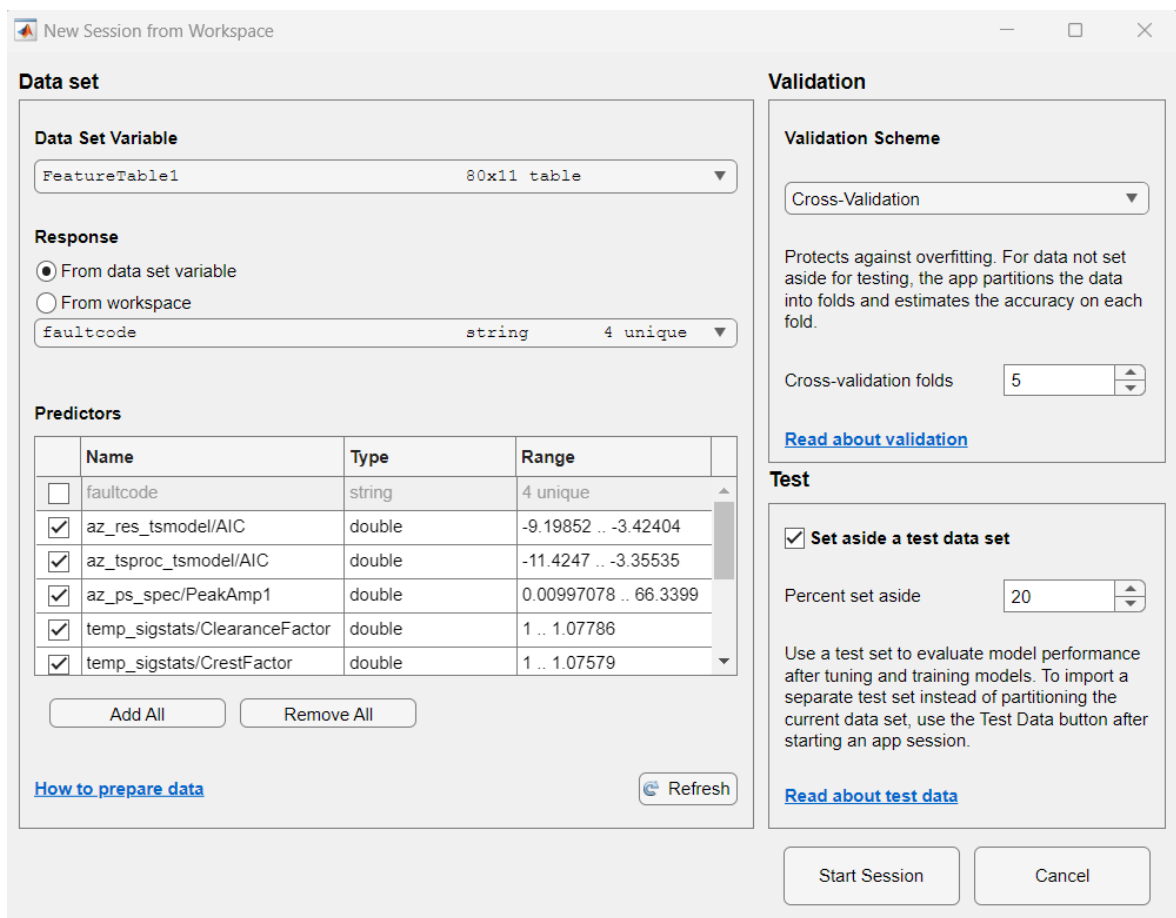 New Session from Workspace
Data set
Data Set Variable
FeatureTable1 80x11 table
Response
From data set variable
From workspace
faultcode string 4 unique
Predictors
Name Type Range
faultcode string 4 unique
az_res_tsmodel/AIC double -9.19852 .. -3.42404
az_tsproc_tsmodel/AIC double -11.4247 .. -3.35535
az_ps_spec/PeakAmp1 double 0.00997078 .. 66.3399
temp_sigstats/ClearanceFactor double 1 .. 1.07786
temp_sigstats/CrestFactor double 1 .. 1.07579
Add All Remove All
How to prepare data
Refresh
Validation
Validation Scheme
Cross-Validation
Protects against overfitting. For data not set
aside for testing, the app partitions the data
into folds and estimates the accuracy on each
fold.
Cross-validation folds 5
Read about validation
Test
Set aside a test data set
Percent set aside 20
Use a test set to evaluate model performance
after tuning and training models. To import a
separate test set instead of partitioning the
current data set, use the Test Data button after
starting an app session.
Read about test data
Start Session Cancel